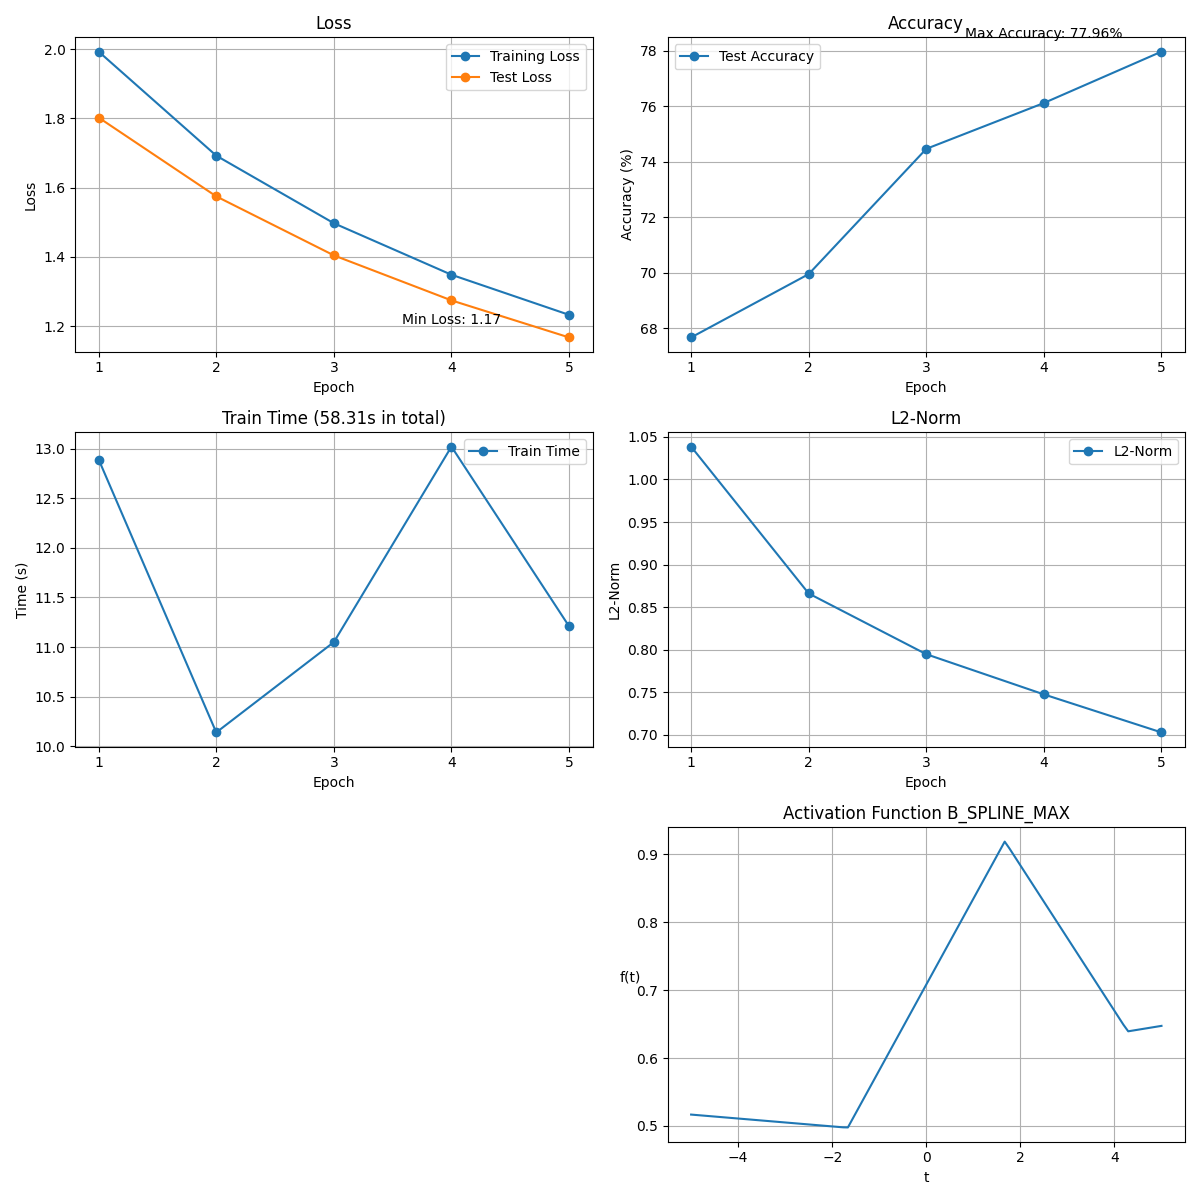 Loss
Training Loss
Test Loss
Min Loss: 1.17
2.0
1.8
1.6
1.4
1.2
Loss
1 2 3 4 5
Epoch
Accuracy
Max Accuracy: 77.96%
Test Accuracy
78
76
74
72
70
68
Accuracy (%)
1 2 3 4 5
Epoch
Train Time (58.31s in total)
Train Time
13.0
12.5
12.0
11.5
11.0
10.5
10.0
Time (s)
1 2 3 4 5
Epoch
L2-Norm
L2-Norm
1.05
1.00
0.95
0.90
0.85
0.80
0.75
0.70
L2-Norm
1 2 3 4 5
Epoch
Activation Function B_SPLINE_MAX
0.9
0.8
0.7
0.6
0.5
f(t)
−4 −2 0 2 4
t